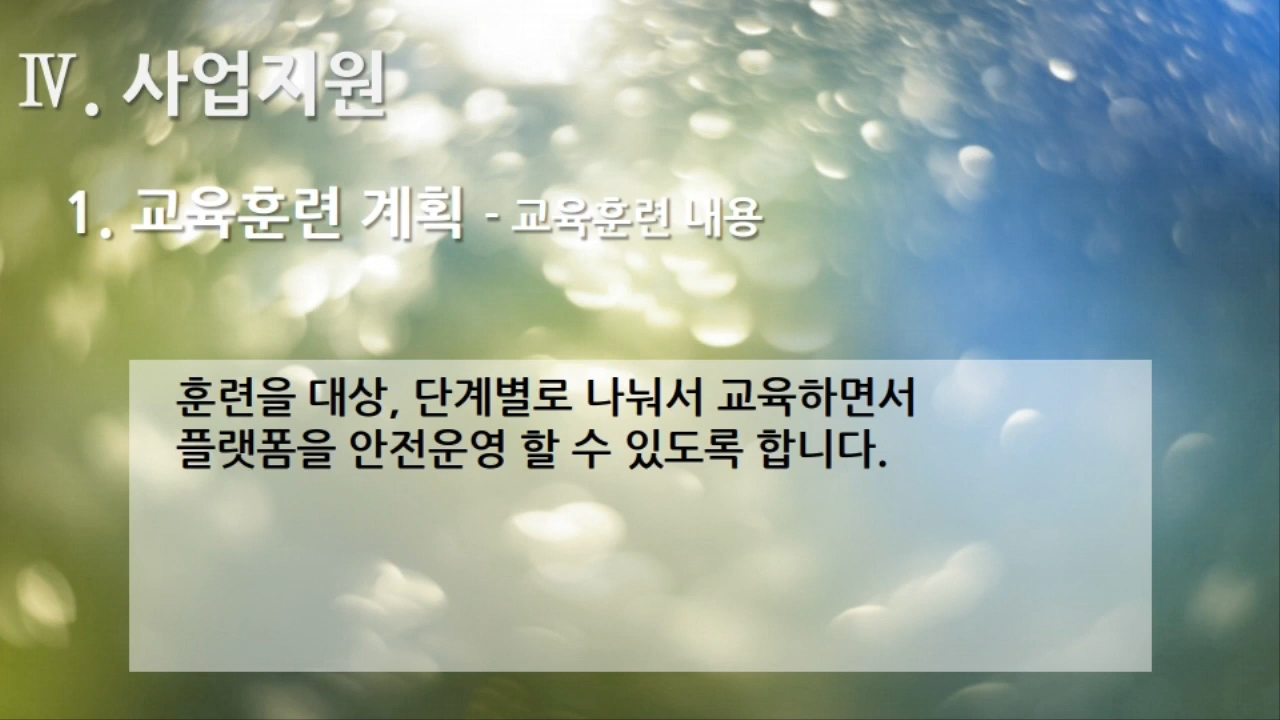 Ⅳ. 사업지원
1. 교육훈련 계획 - 교육훈련 내용
훈련을 대상, 단계별로 나눠서 교육하면서
플랫폼을 안전운영 할 수 있도록 합니다.